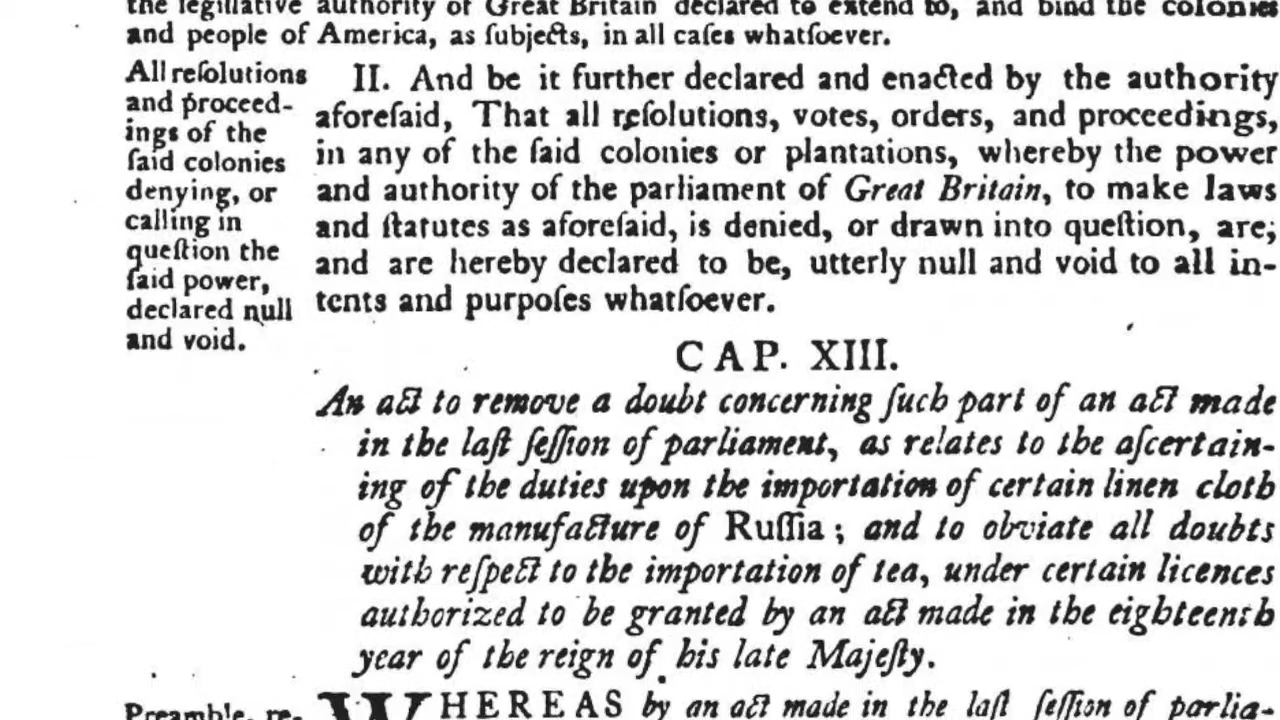 the legiſlative authority of Great Britain declared to extend to, and bind the colonies
and people of America, as ſubjects, in all caſes whatſoever.
All reſolutions
and proceed-
ings of the
ſaid colonies
denying, or
calling in
queſtion the
ſaid power,
declared null
and void.
II. And be it further declared and enacted by the authority
aforeſaid, That all reſolutions, votes, orders, and proceedings,
in any of the ſaid colonies or plantations, whereby the power
and authority of the parliament of Great Britain, to make laws
and ſtatutes as aforeſaid, is denied, or drawn into queſtion, are,
and are hereby declared to be, utterly null and void to all in-
tents and purpoſes whatſoever.
CAP. XIII.
An act to remove a doubt concerning ſuch part of an act made
in the laſt ſeſſion of parliament, as relates to the aſcertain-
ing of the duties upon the importation of certain linen cloth
of the manufacture of Ruſſia; and to obviate all doubts
with reſpect to the importation of tea, under certain licences
authorized to be granted by an act made in the eighteenth
year of the reign of his late Majeſty.
Preamble, re-
WHEREAS by an act made in the laſt ſeſſion of parlia-